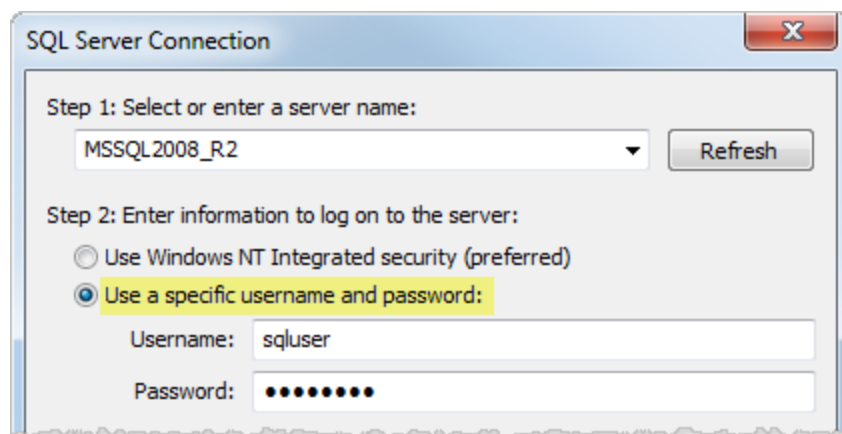 SQL Server Connection
Step 1: Select or enter a server name:
MSSQL2008_R2
Refresh
Step 2: Enter information to log on to the server:
Use Windows NT Integrated security (preferred)
Use a specific username and password:
Username: sqluser
Password: ••••••••